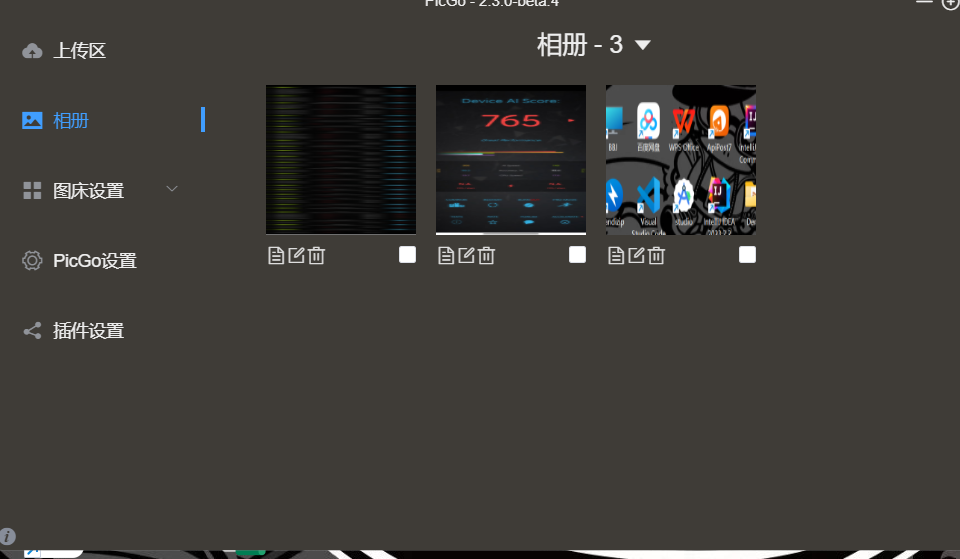 PicGo - 2.3.0-beta.4
上传区
相册
图床设置
PicGo设置
插件设置
相册 - 3
Device AI Score:
765
百度网盘
WPS Office
ApiPost7
Visual
Studio Code
studio
IntelliJ IDEA